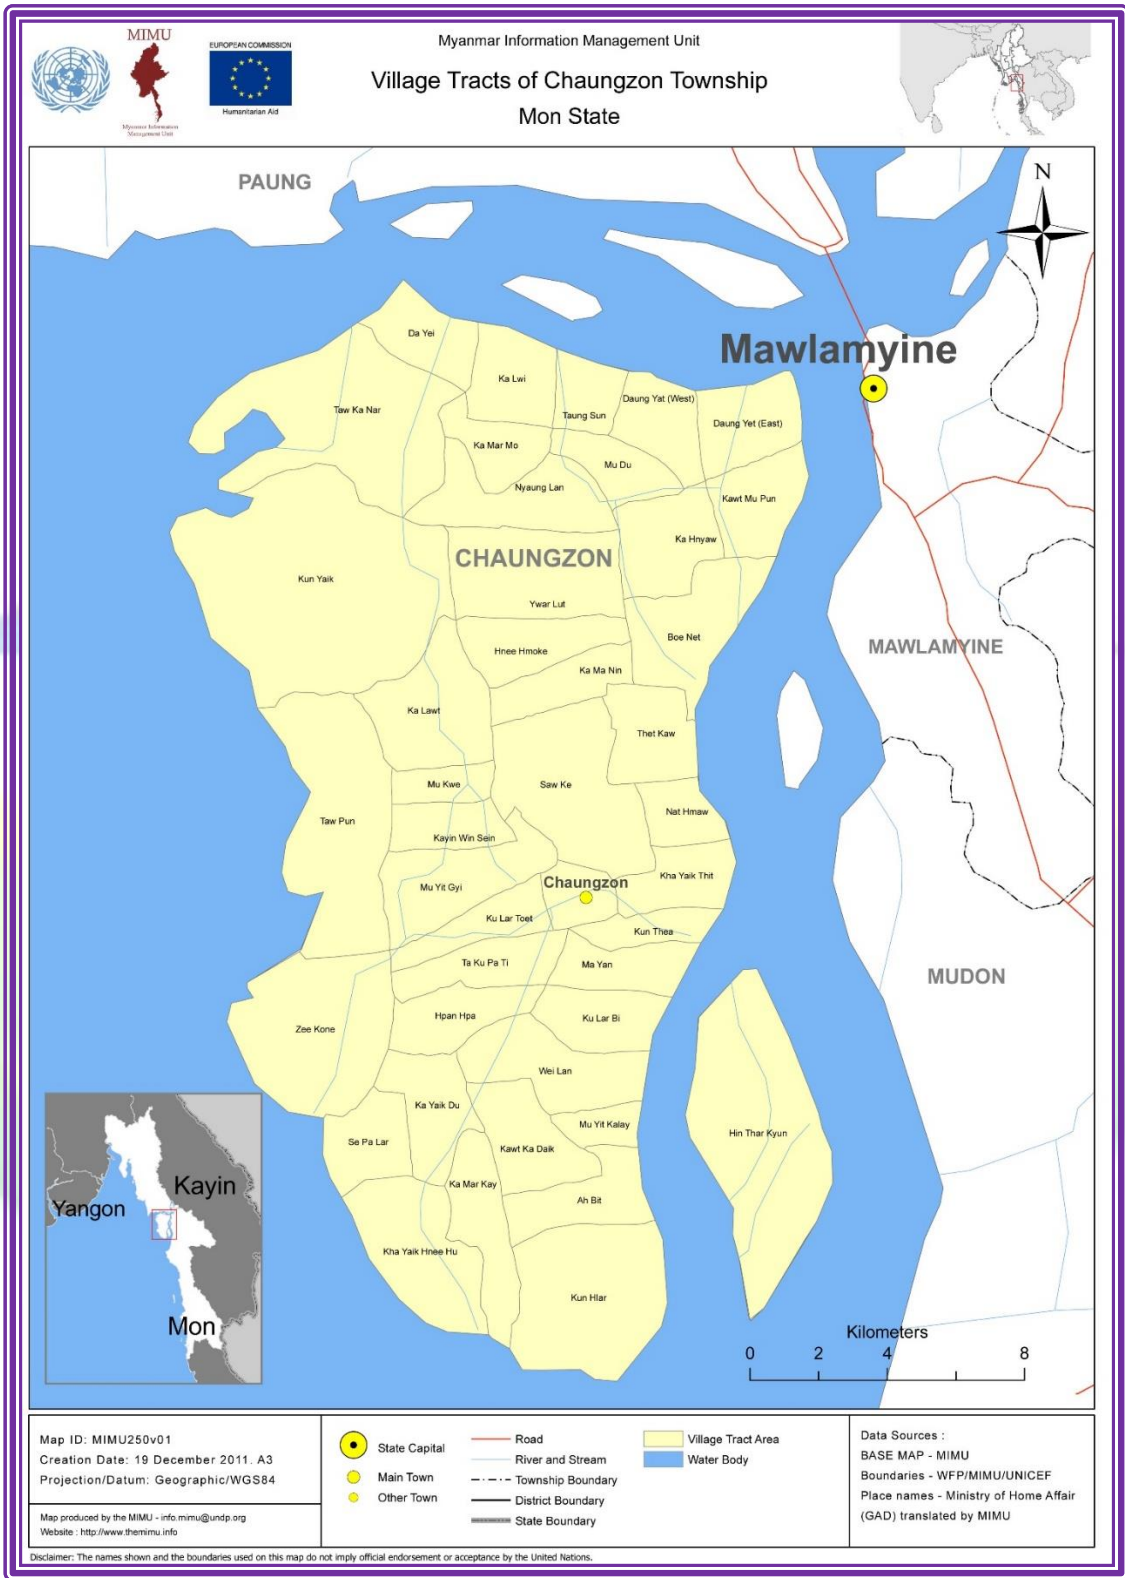 MIMU
Myanmar Information
Management Unit
EUROPEAN COMMISSION
Humanitarian Aid
Myanmar Information Management Unit
Village Tracts of Chaungzon Township
Mon State
PAUNG
N
Mawlamyine
Da Yei
Ka Lwi
Taw Ka Nar
Taung Sun
Daung Yat (West)
Daung Yet (East)
Ka Mar Mo
Mu Du
Nyaung Lan
Kawt Mu Pun
Ka Hnyaw
CHAUNGZON
Kun Yaik
Ywar Lut
Boe Net
MAWLAMYINE
Hnee Hmoke
Ka Ma Nin
Ka Lawt
Thet Kaw
Mu Kwe
Saw Ke
Nat Hmaw
Taw Pun
Kayin Win Sein
Kha Yaik Thit
Mu Yit Gyi
Chaungzon
Ku Lar Toet
Kun Thea
Ta Ku Pa Ti
Ma Yan
MUDON
Hpan Hpa
Ku Lar Bi
Zee Kone
Wei Lan
Ka Yaik Du
Mu Yit Kalay
Hin Thar Kyun
Se Pa Lar
Kawt Ka Daik
Ka Mar Kay
Ah Bit
Kha Yaik Hnee Hu
Kun Hlar
Kayin
Yangon
Mon
Kilometers
0 2 4 8
Map ID: MIMU250v01
Creation Date: 19 December 2011. A3
Projection/Datum: Geographic/WGS84
Map produced by the MIMU - info.mimu@undp.org
Website : http://www.themimu.info
State Capital
Main Town
Other Town
Road
River and Stream
Township Boundary
District Boundary
State Boundary
Village Tract Area
Water Body
Data Sources :
BASE MAP - MIMU
Boundaries - WFP/MIMU/UNICEF
Place names - Ministry of Home Affair
(GAD) translated by MIMU
Disclaimer: The names shown and the boundaries used on this map do not imply official endorsement or acceptance by the United Nations.